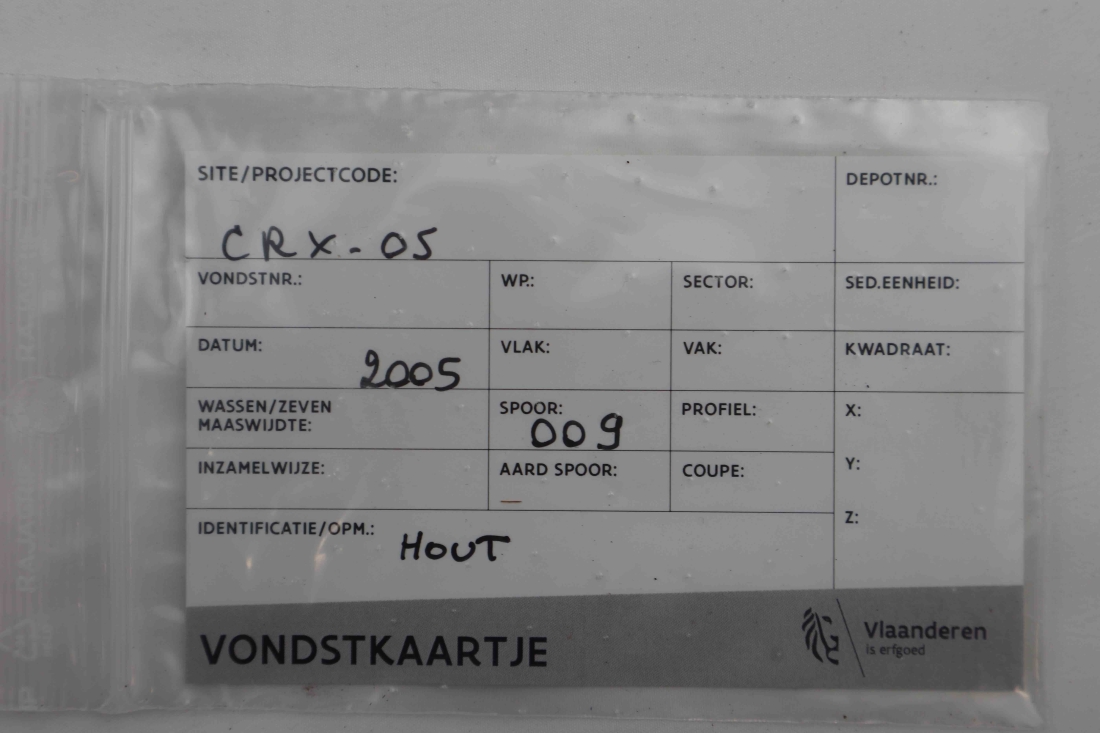 SITE/PROJECTCODE:
DEPOTNR.:
CRX-05
VONDSTNR.:
WP.:
SECTOR:
SED.EENHEID:
DATUM:
2005
VLAK:
VAK:
KWADRAAT:
WASSEN/ZEVEN
MAASWIJDTE:
SPOOR:
009
PROFIEL:
X:
INZAMELWIJZE:
AARD SPOOR:
COUPE:
Y:
Z:
IDENTIFICATIE/OPM.:
HOUT
VONDSTKAARTJE
Vlaanderen
is erfgoed